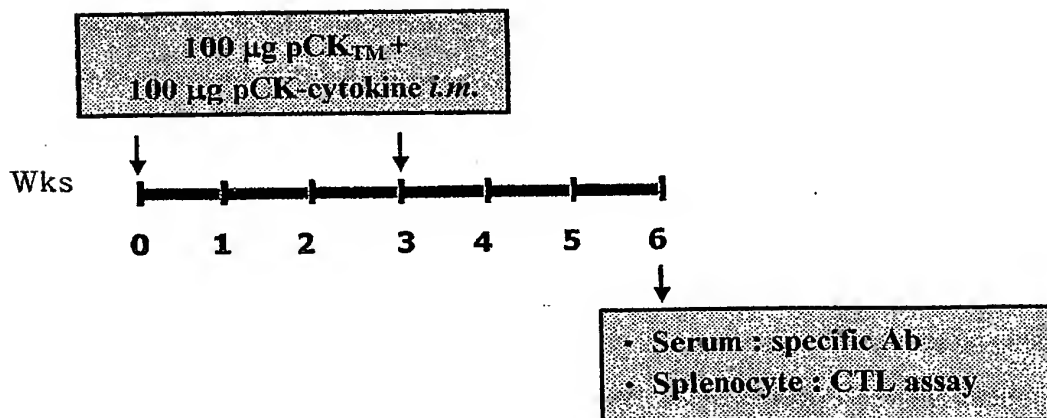 100 µg pCKTM+
100 µg pCK-cytokine i.m.
Wks
0 1 2 3 4 5 6
· Serum : specific Ab
· Splenocyte : CTL assay